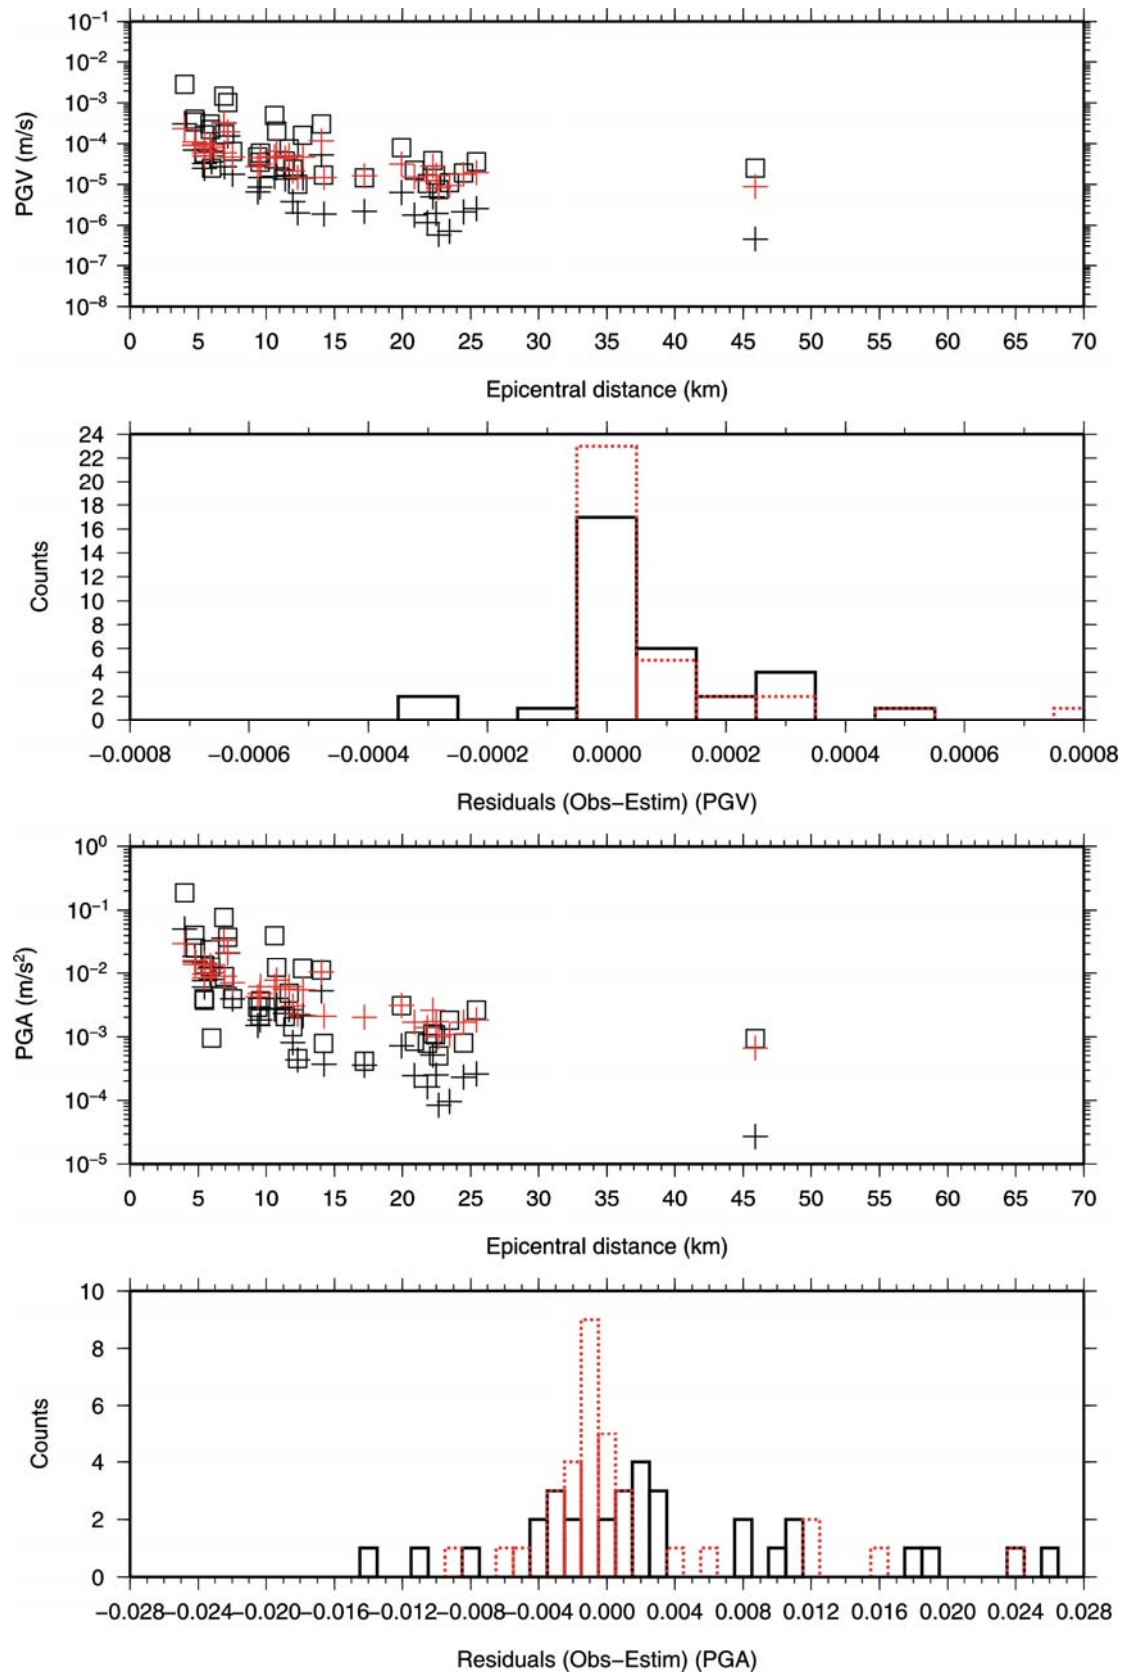 10⁻¹
10⁻²
10⁻³
10⁻⁴
10⁻⁵
10⁻⁶
10⁻⁷
10⁻⁸
PGV (m/s)
0 5 10 15 20 25 30 35 40 45 50 55 60 65 70
Epicentral distance (km)
24
22
20
18
16
14
12
10
8
6
4
2
0
Counts
−0.0008 −0.0006 −0.0004 −0.0002 0.0000 0.0002 0.0004 0.0006 0.0008
Residuals (Obs−Estim) (PGV)
10⁰
10⁻¹
10⁻²
10⁻³
10⁻⁴
10⁻⁵
PGA (m/s²)
0 5 10 15 20 25 30 35 40 45 50 55 60 65 70
Epicentral distance (km)
10
8
6
4
2
0
Counts
−0.028−0.024−0.020−0.016−0.012−0.008−0.004 0.000 0.004 0.008 0.012 0.016 0.020 0.024 0.028
Residuals (Obs−Estim) (PGA)